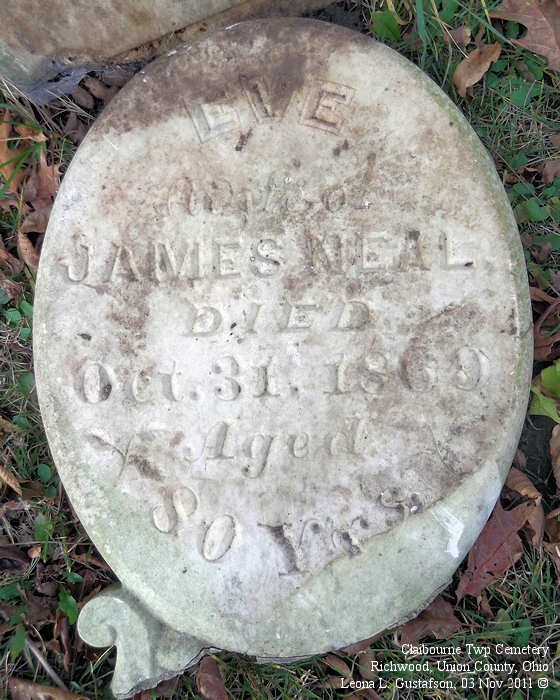 EVE
Wife of
JAMES NEAL
DIED
Oct. 31. 1869
Aged
80 Yrs
Claibourne Twp Cemetery
Richwood, Union County, Ohio
Leona L. Gustafson, 03 Nov 2011 ©